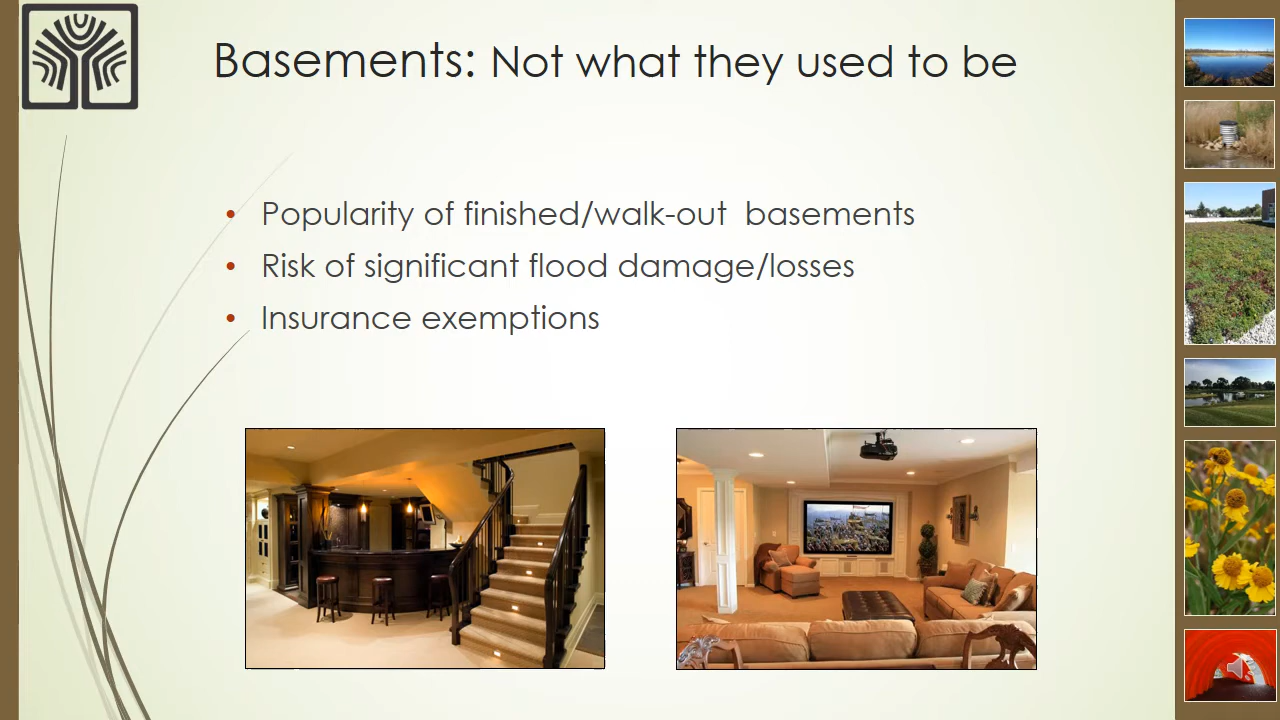 Basements: Not what they used to be
• Popularity of finished/walk-out basements
• Risk of significant flood damage/losses
• Insurance exemptions